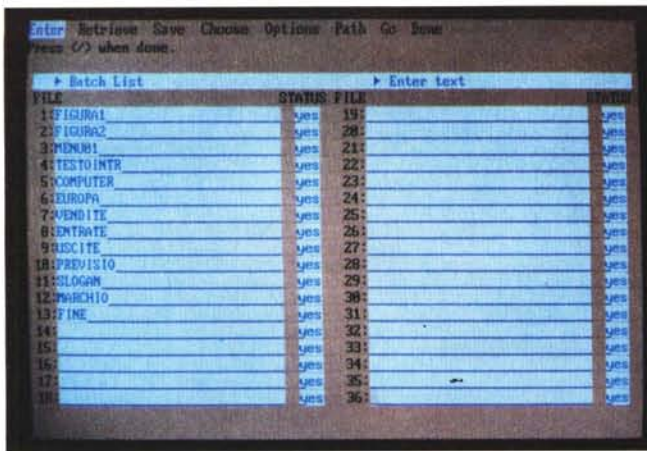 Enter Retrieve Save Choose Options Path Go Done
Press (/) when done.
▶ Batch List ▶ Enter text
FILE STATUS FILE STATUS
1:FIGURA1 yes 19: yes
2:FIGURA2 yes 20: yes
3:MENU01 yes 21: yes
4:TESTOINTR yes 22: yes
5:COMPUTER yes 23: yes
6:EUROPA yes 24: yes
7:VENDITE yes 25: yes
8:ENTRATE yes 26: yes
9:USCITE yes 27: yes
10:PREVISIO yes 28: yes
11:SLOGAN yes 29: yes
12:MARCHIO yes 30: yes
13:FINE yes 31: yes
14: yes 32: yes
15: yes 33: yes
16: yes 34: yes
17: yes 35: yes
18: yes 36: yes